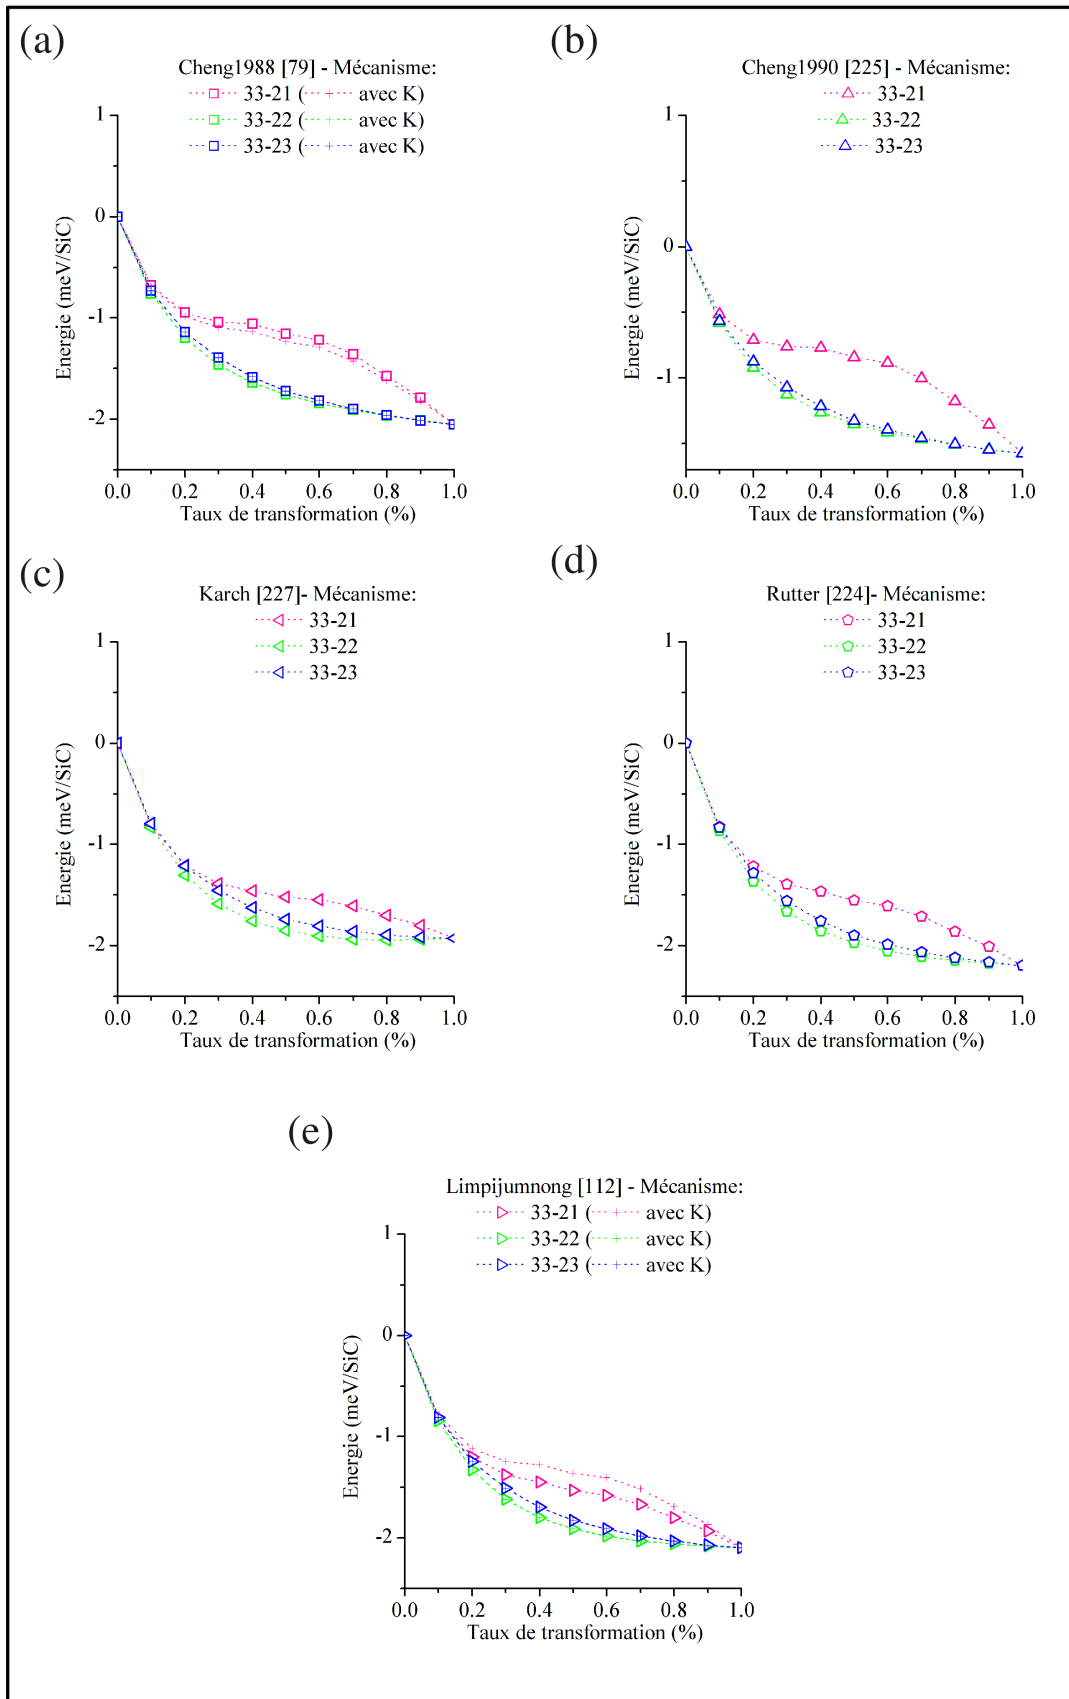 (a)
Cheng1988 [79] - Mécanisme:
33-21 ( avec K)
33-22 ( avec K)
33-23 ( avec K)
1
0
-1
-2
Energie (meV/SiC)
0.0 0.2 0.4 0.6 0.8 1.0
Taux de transformation (%)
(b)
Cheng1990 [225] - Mécanisme:
33-21
33-22
33-23
1
0
-1
Energie (meV/SiC)
0.0 0.2 0.4 0.6 0.8 1.0
Taux de transformation (%)
(c)
Karch [227]- Mécanisme:
33-21
33-22
33-23
1
0
-1
-2
Energie (meV/SiC)
0.0 0.2 0.4 0.6 0.8 1.0
Taux de transformation (%)
(d)
Rutter [224]- Mécanisme:
33-21
33-22
33-23
1
0
-1
-2
Energie (meV/SiC)
0.0 0.2 0.4 0.6 0.8 1.0
Taux de transformation (%)
(e)
Limpijumnong [112] - Mécanisme:
33-21 ( avec K)
33-22 ( avec K)
33-23 ( avec K)
1
0
-1
-2
Energie (meV/SiC)
0.0 0.2 0.4 0.6 0.8 1.0
Taux de transformation (%)